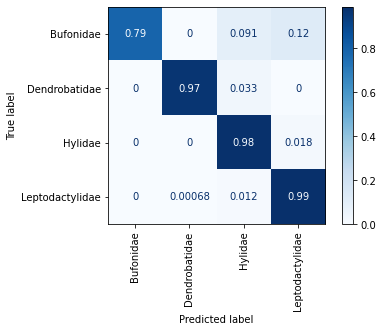 Bufonidae 0.79 0 0.091 0.12
Dendrobatidae 0 0.97 0.033 0
Hylidae 0 0 0.98 0.018
Leptodactylidae 0 0.00068 0.012 0.99
True label
Bufonidae
Dendrobatidae
Hylidae
Leptodactylidae
Predicted label
0.8
0.6
0.4
0.2
0.0